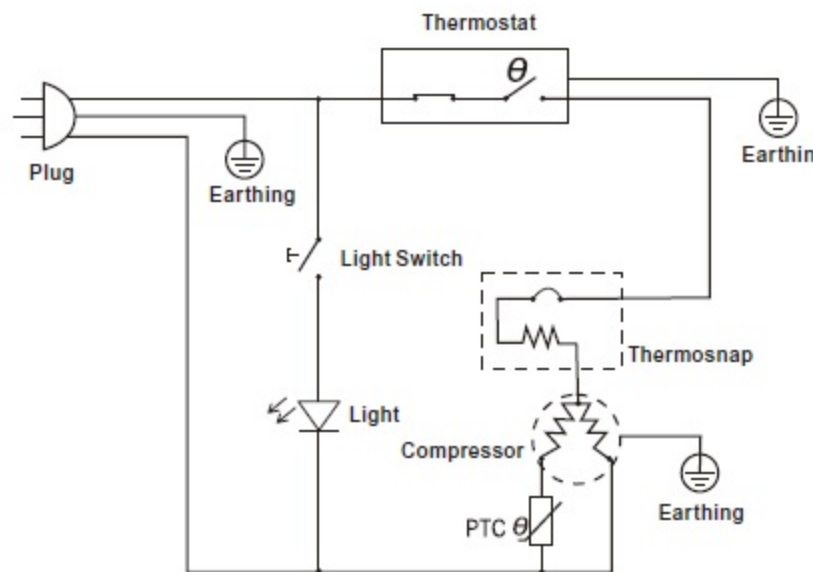 Thermostat
θ
Plug
Earthing
Earthin
Light Switch
Thermosnap
Light
Compressor
PTC θ
Earthing